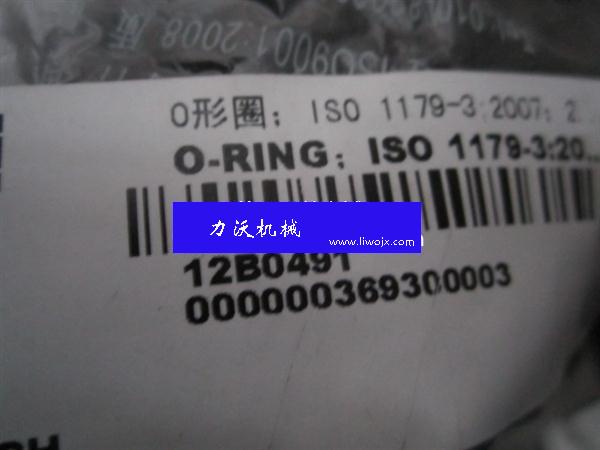 ISO9001:2008 质
O形圈; ISO 1179-3:2007; 2
O-RING; ISO 1179-3:20...
力沃机械
www.liwojx.com
12B0491
000000369300003